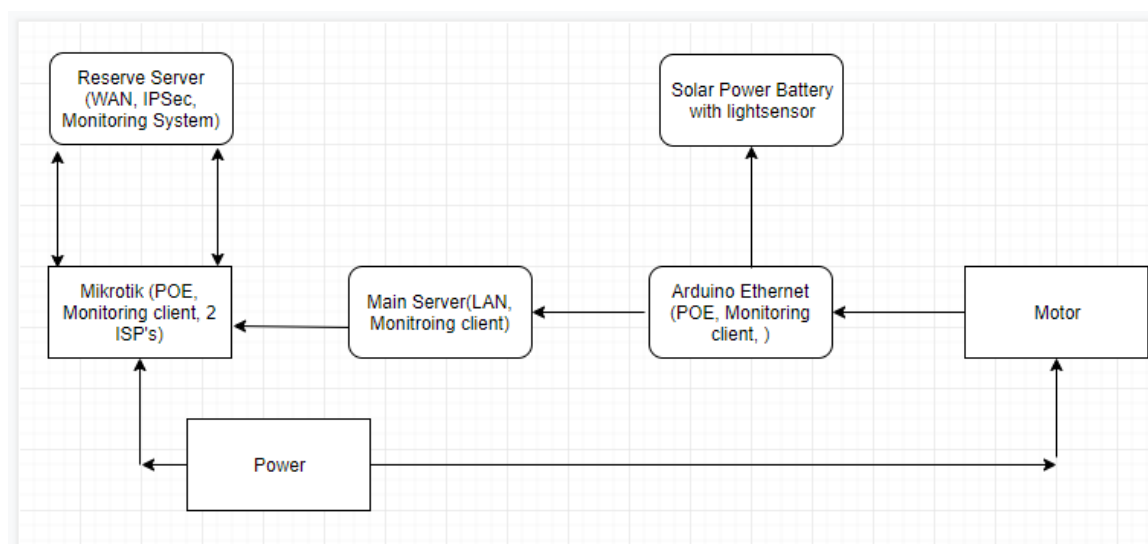 Reserve Server
(WAN, IPSec,
Monitoring System)
Solar Power Battery
with lightsensor
Mikrotik (POE,
Monitoring client, 2
ISP's)
Main Server(LAN,
Monitroing client)
Arduino Ethernet
(POE, Monitoring
client, )
Motor
Power